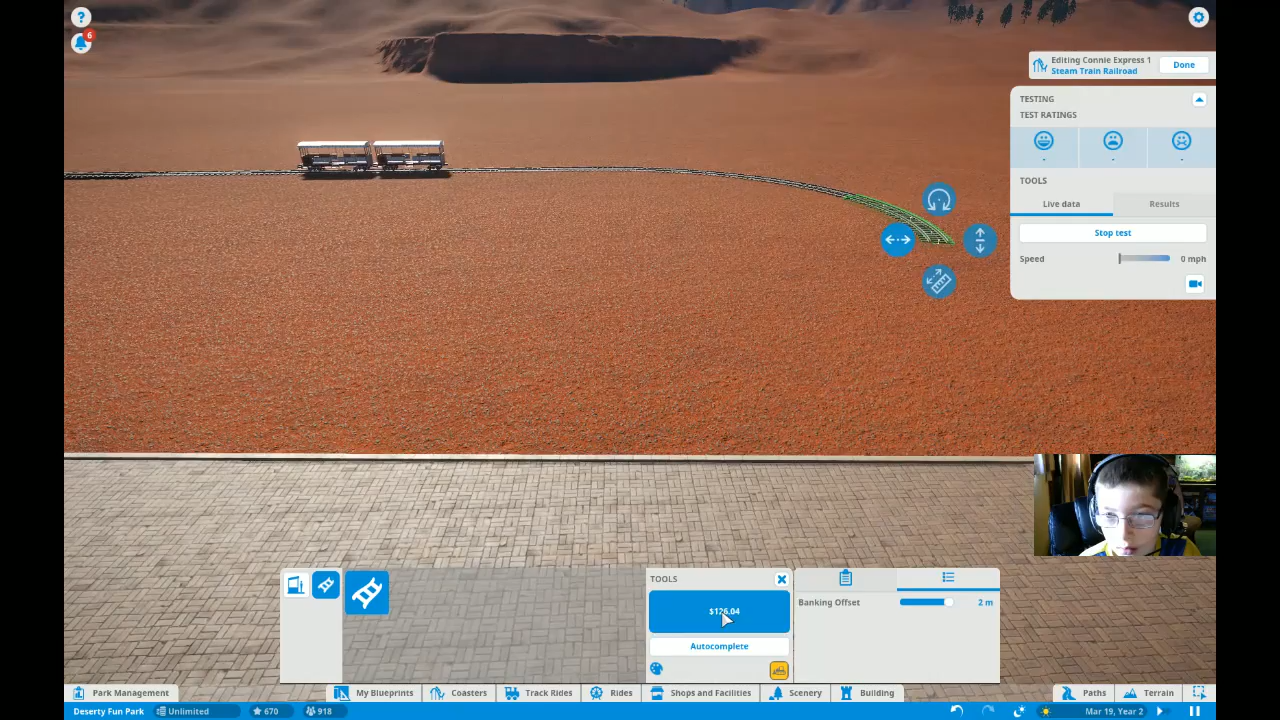 ?
6
Editing Connie Express 1
Steam Train Railroad
Done
TESTING
TEST RATINGS
- - -
TOOLS
Live data Results
Stop test
Speed 0 mph
TOOLS
$126.04
Autocomplete
Banking Offset 2 m
Park Management My Blueprints Coasters Track Rides Rides Shops and Facilities Scenery Building Paths Terrain
Deserty Fun Park Unlimited 670 918 Mar 19, Year 2